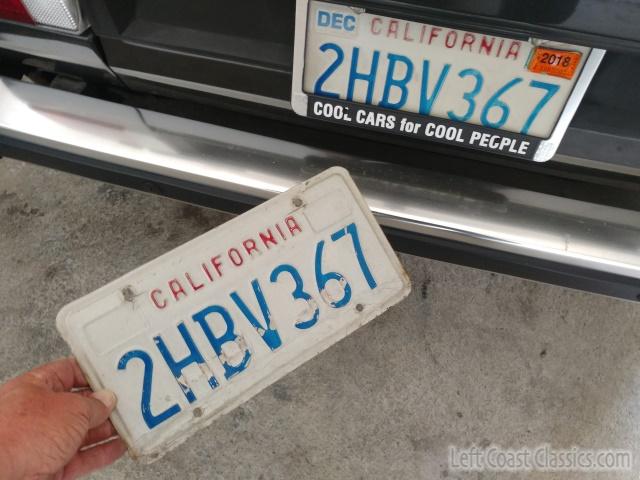 DEC
CALIFORNIA
2018
2HBV367
COOL CARS for COOL PEOPLE
CALIFORNIA
2HBV367
Left Coast Classics.com